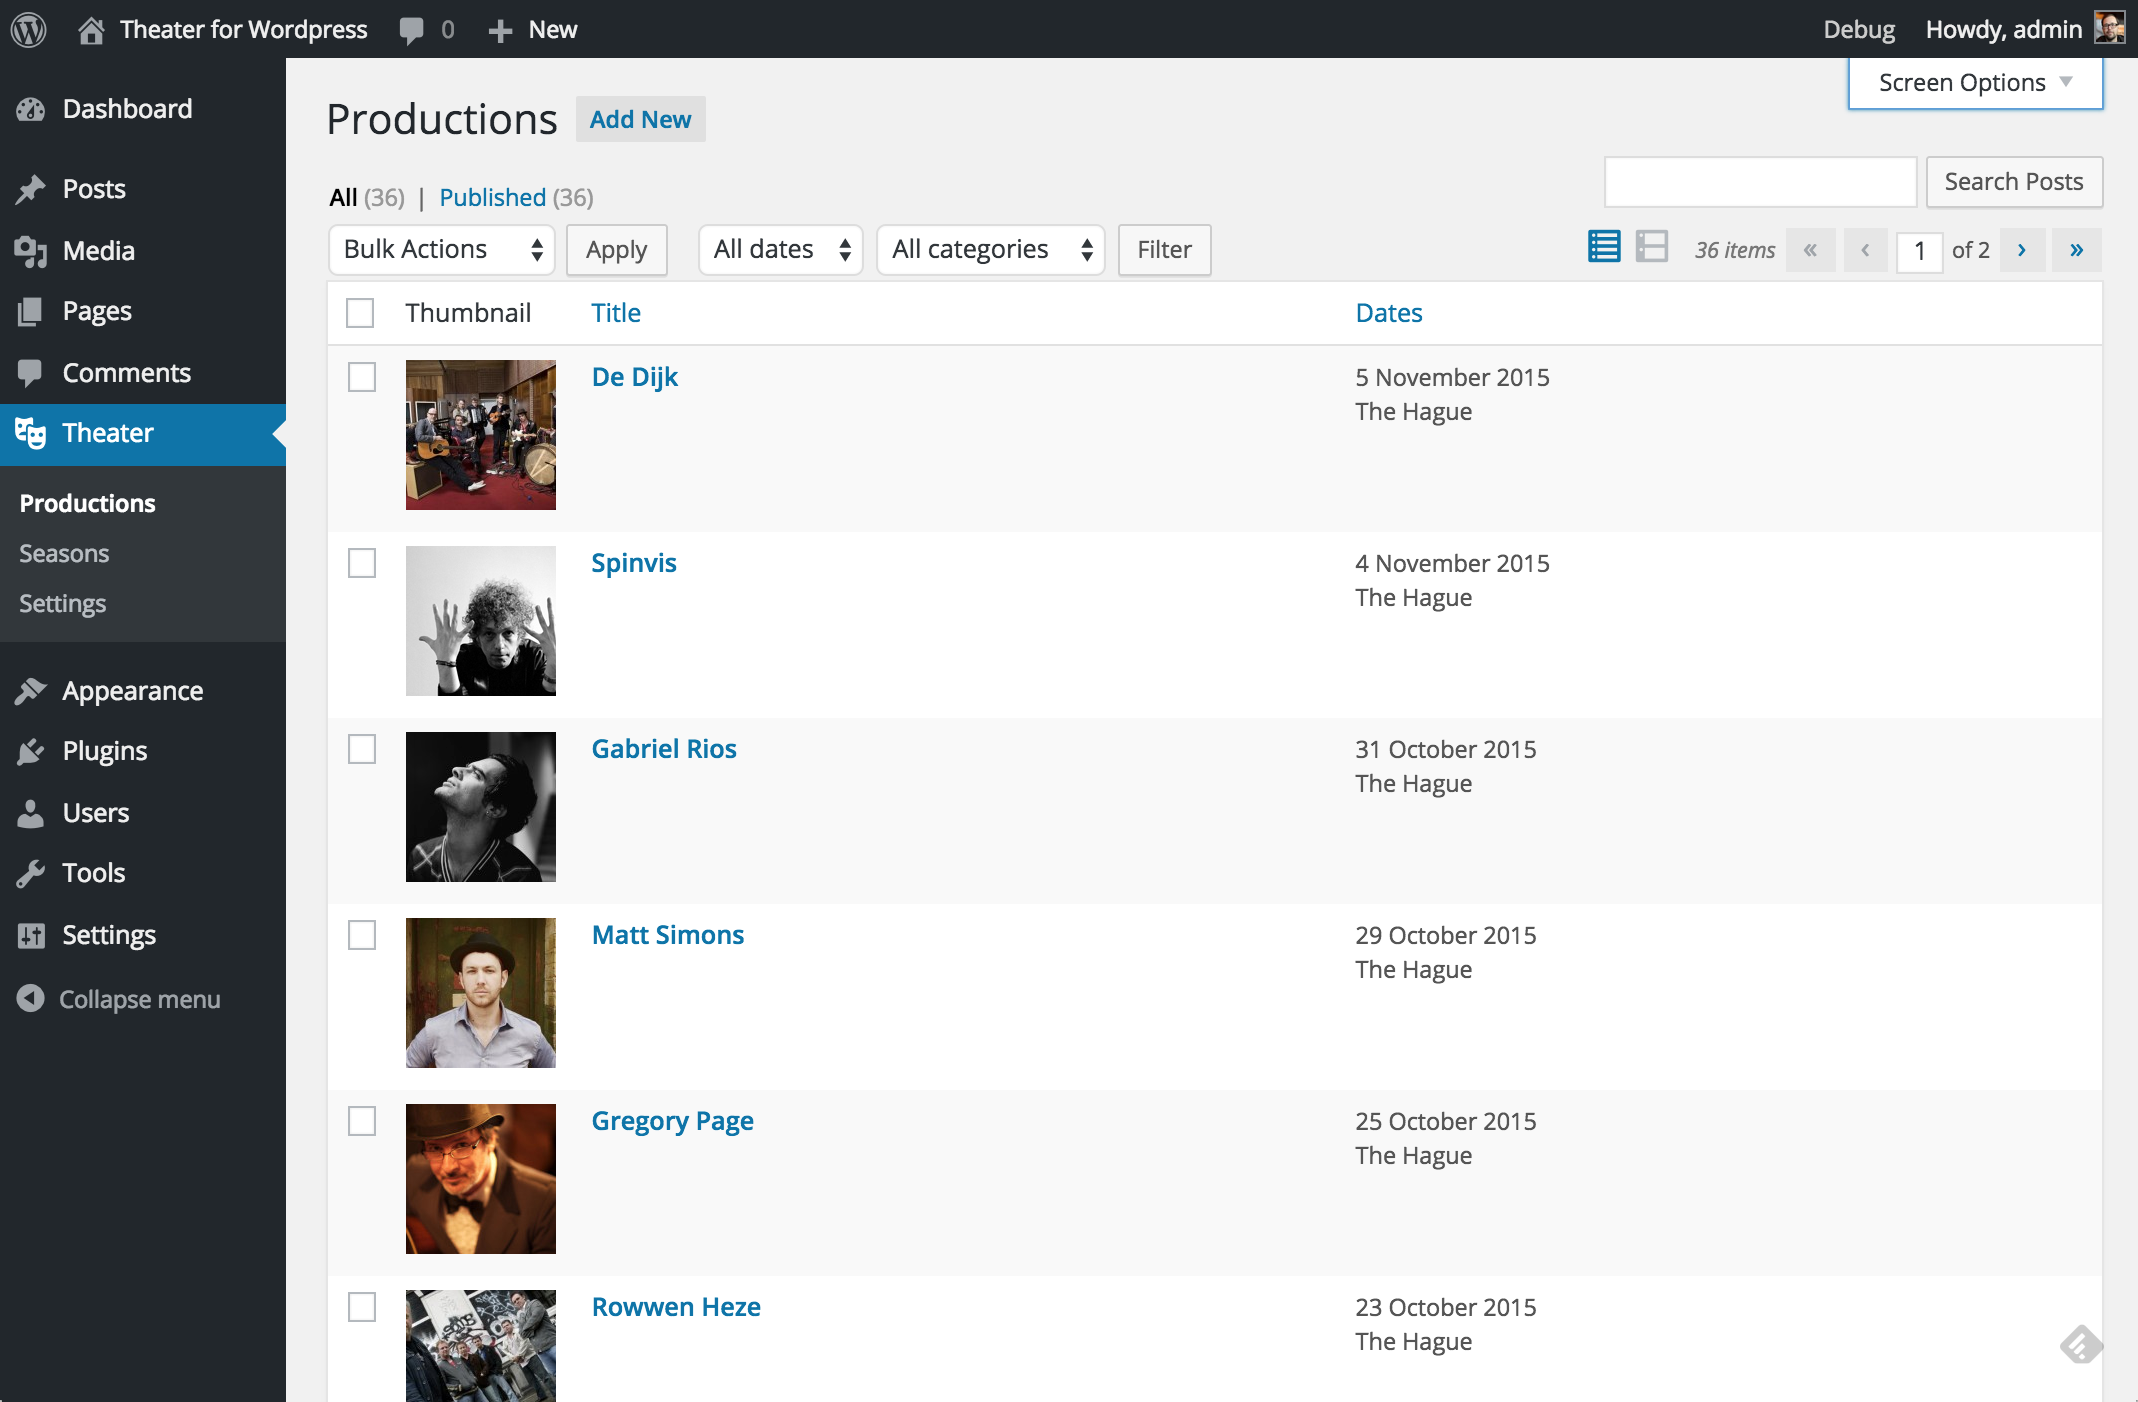 Theater for Wordpress 0 New Debug Howdy, admin
Screen Options
Dashboard
Posts
Media
Pages
Comments
Theater
Productions
Seasons
Settings
Appearance
Plugins
Users
Tools
Settings
Collapse menu
Productions Add New
All (36) | Published (36)
Search Posts
Bulk Actions Apply All dates All categories Filter 36 items « ‹ 1 of 2 › »
Thumbnail Title Dates
De Dijk 5 November 2015
The Hague
Spinvis 4 November 2015
The Hague
Gabriel Rios 31 October 2015
The Hague
Matt Simons 29 October 2015
The Hague
Gregory Page 25 October 2015
The Hague
Rowwen Heze 23 October 2015
The Hague